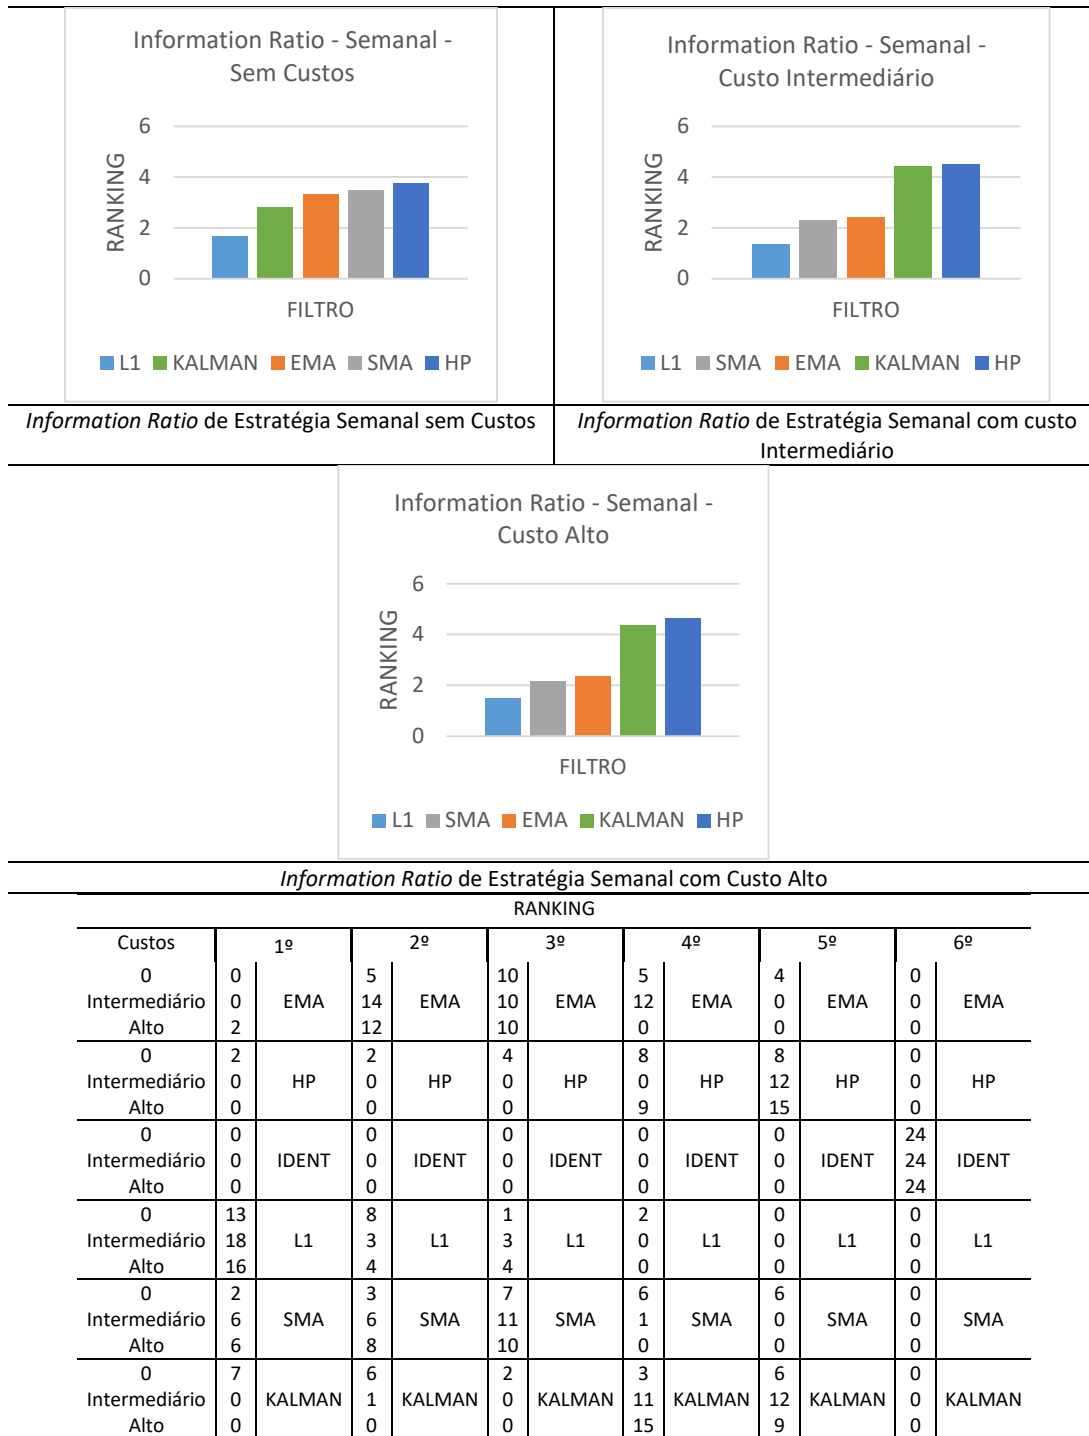 Information Ratio - Semanal -
Sem Custos
6
4
2
0
RANKING
FILTRO
L1 KALMAN EMA SMA HP
Information Ratio - Semanal -
Custo Intermediário
6
4
2
0
RANKING
FILTRO
L1 SMA EMA KALMAN HP
Information Ratio de Estratégia Semanal sem Custos
Information Ratio de Estratégia Semanal com custo
Intermediário
Information Ratio - Semanal -
Custo Alto
6
4
2
0
RANKING
FILTRO
L1 SMA EMA KALMAN HP
Information Ratio de Estratégia Semanal com Custo Alto
RANKING
Custos 1º 2º 3º 4º 5º 6º
0 0 5 10 5 4 0
Intermediário 0 EMA 14 EMA 10 EMA 12 EMA 0 EMA 0 EMA
Alto 2 12 10 0 0 0
0 2 2 4 8 8 0
Intermediário 0 HP 0 HP 0 HP 0 HP 12 HP 0 HP
Alto 0 0 0 9 15 0
0 0 0 0 0 0 24
Intermediário 0 IDENT 0 IDENT 0 IDENT 0 IDENT 0 IDENT 24 IDENT
Alto 0 0 0 0 0 24
0 13 8 1 2 0 0
Intermediário 18 L1 3 L1 3 L1 0 L1 0 L1 0 L1
Alto 16 4 4 0 0 0
0 2 3 7 6 6 0
Intermediário 6 SMA 6 SMA 11 SMA 1 SMA 0 SMA 0 SMA
Alto 6 8 10 0 0 0
0 7 6 2 3 6 0
Intermediário 0 KALMAN 1 KALMAN 0 KALMAN 11 KALMAN 12 KALMAN 0 KALMAN
Alto 0 0 0 15 9 0